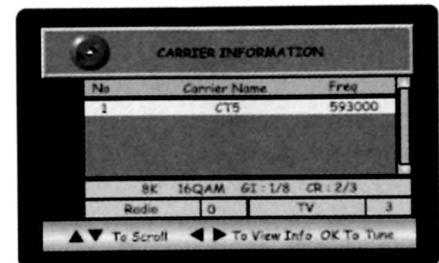 CARRIER INFORMATION
No Carrier Name Freq
1 CT5 593000
8K 16QAM GI : 1/8 CR : 2/3
Radio 0 TV 3
▲ ▼ To Scroll ◀ ▶ To View Info OK To Tune